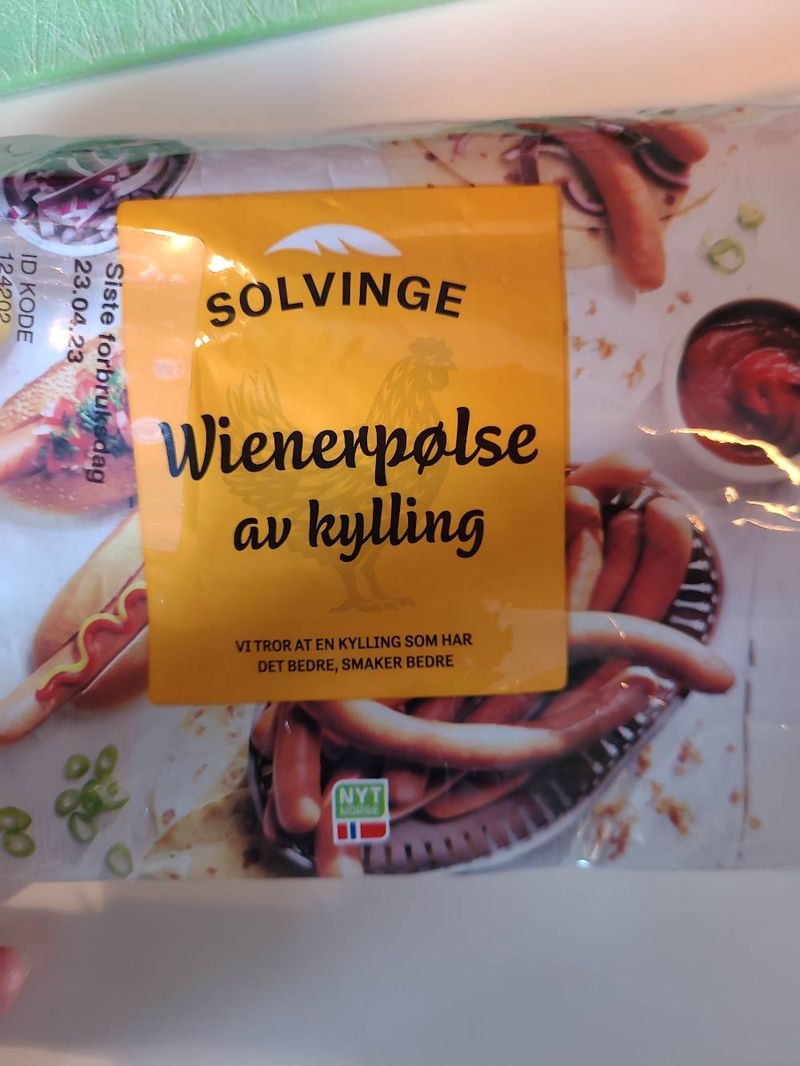 SOLVINGE
Wienerpølse
av kylling
VI TROR AT EN KYLLING SOM HAR
DET BEDRE, SMAKER BEDRE
NYT
NORGE
Siste forbruksdag
23.04.23
ID KODE
124202